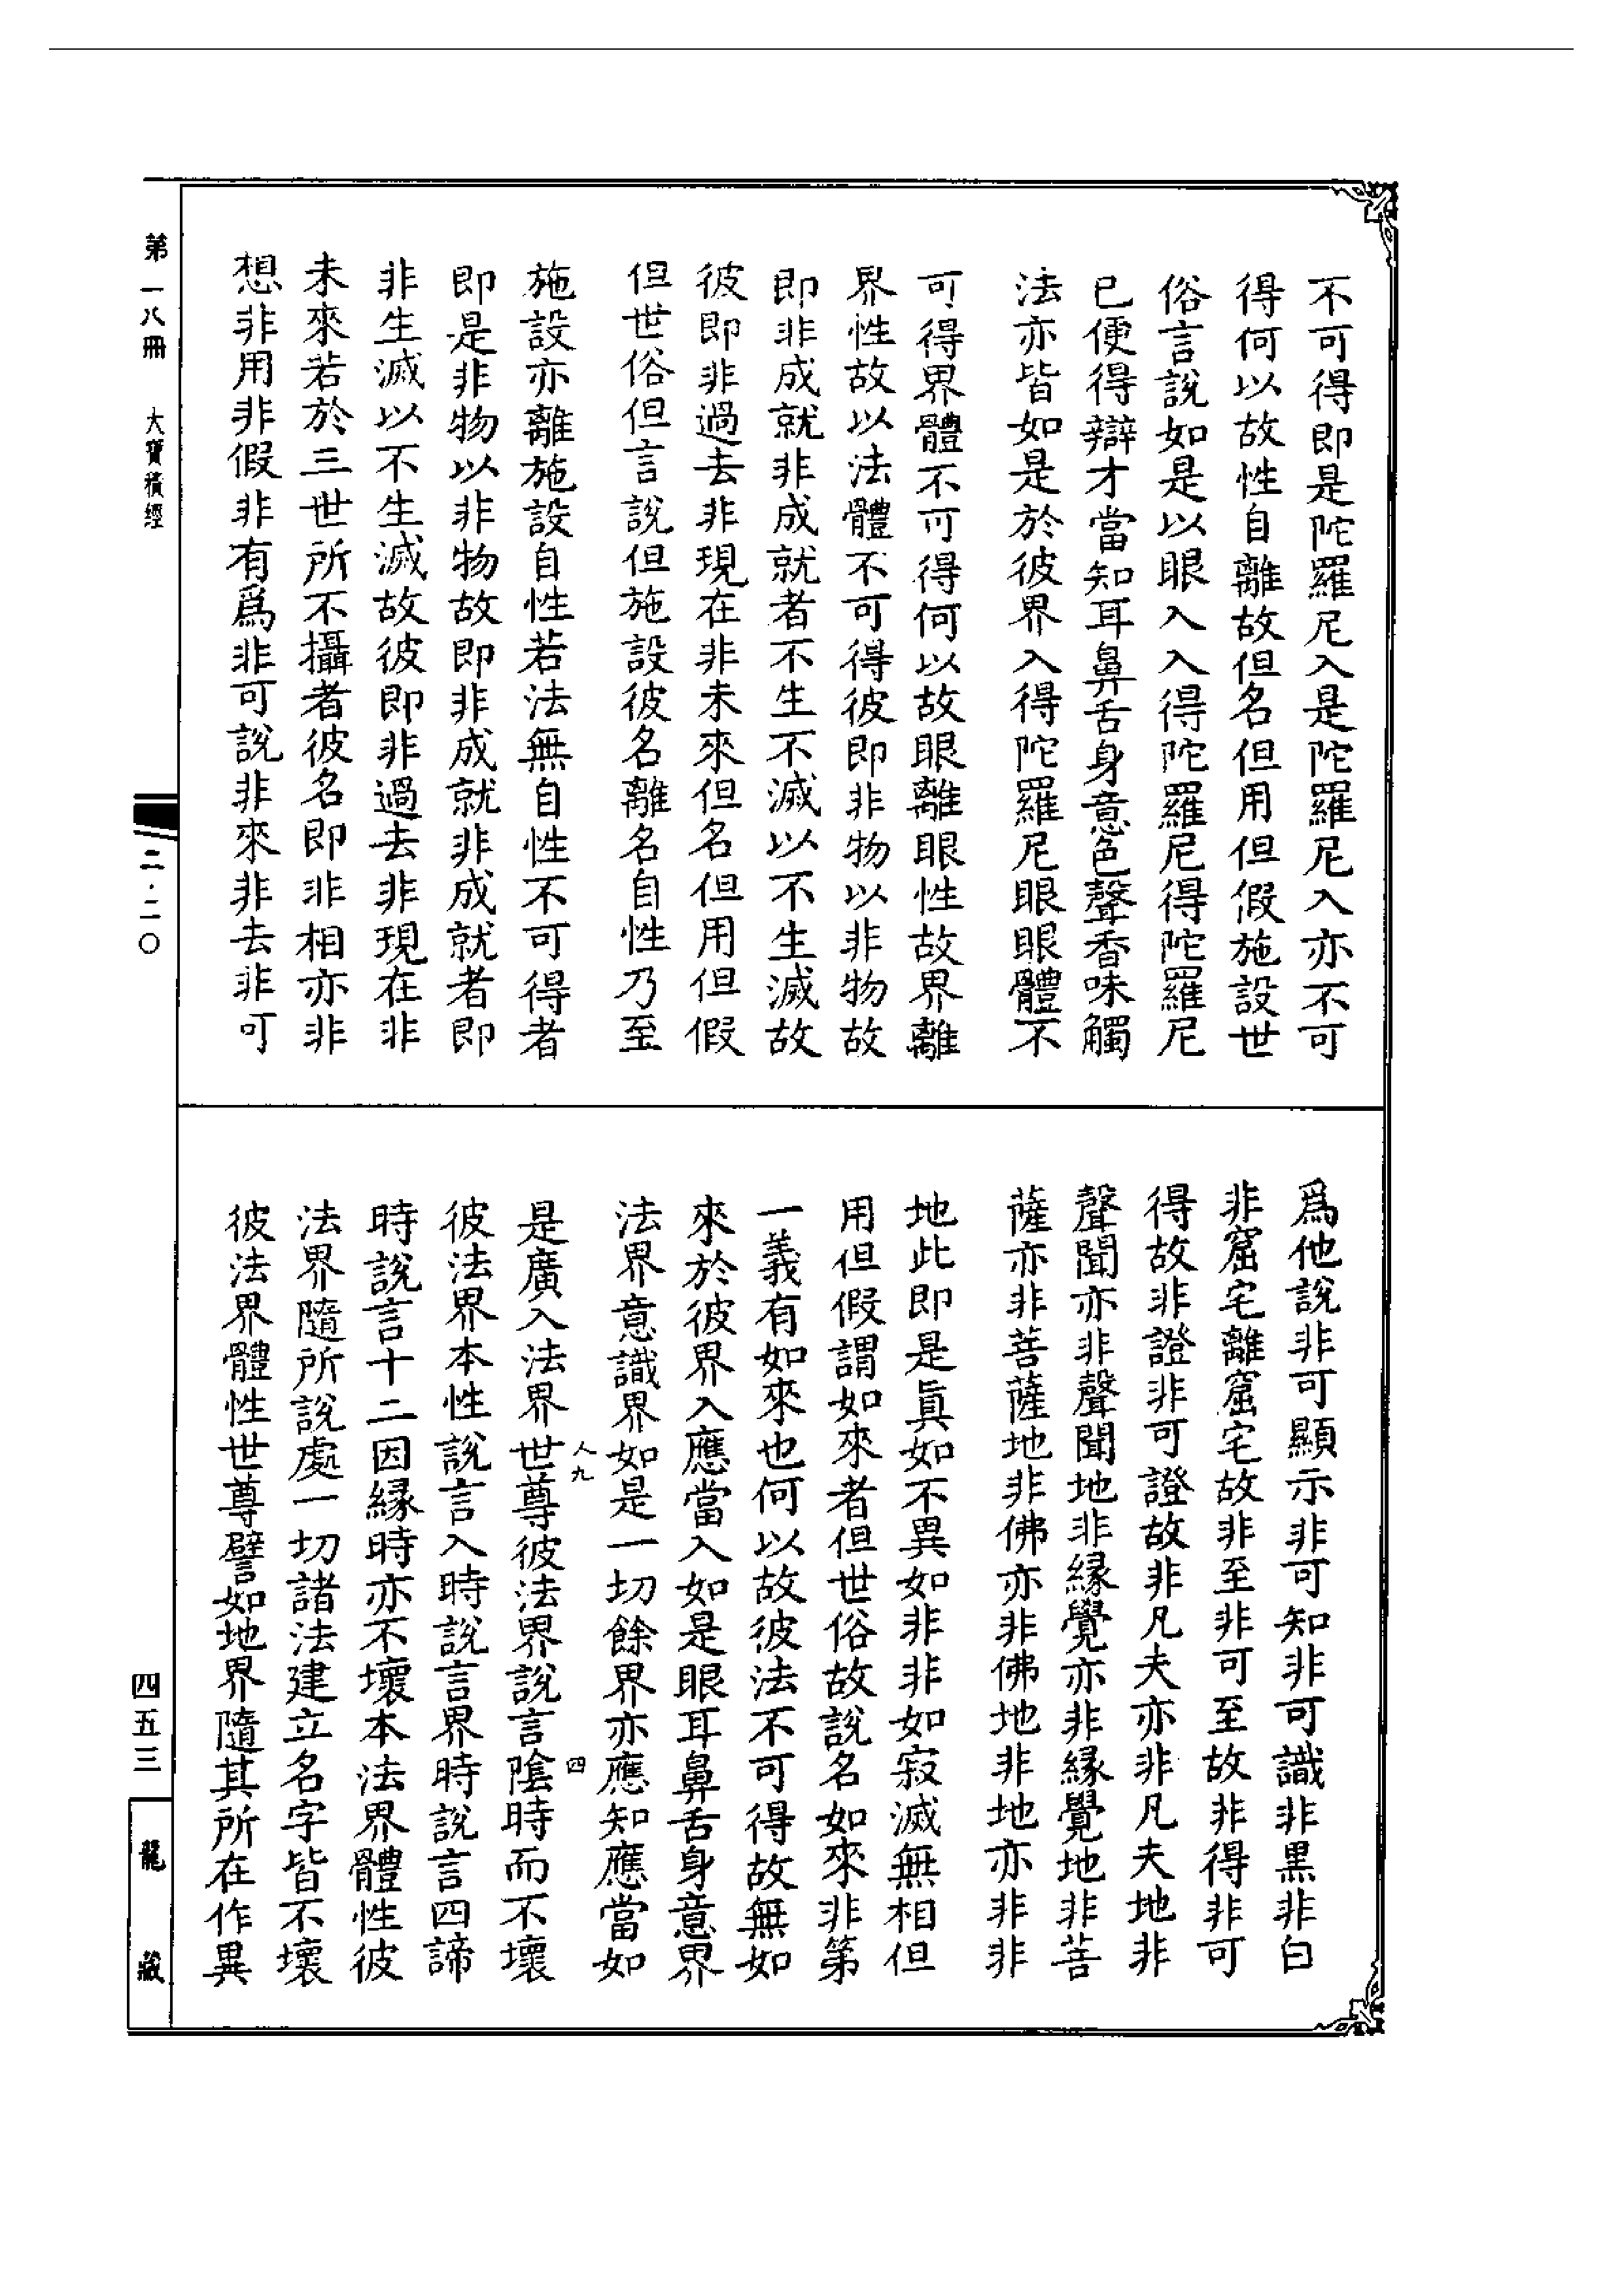 不可得即是陀羅尼入是陀羅尼入亦不可
得何以故性自離故但名但用但假施設世
俗言說如是以眼入入得陀羅尼得陀羅尼
已便得辯才當知耳鼻舌身意色聲香味觸
法亦皆如是於彼界入得陀羅尼眼眼體不
可得界體不可得何以故眼離眼性故界離
界性故以法體不可得彼即非物以非物故
即非成就非成就者不生不滅以不生滅故
彼即非過去非現在非未來但名但用但假
但世俗但言說但施設彼名離名自性乃至
施設亦離施設自性若法無自性不可得者
即是非物以非物故即非成就非成就者即
非生滅以不生滅故彼即非過去非現在非
未來若於三世所不攝者彼名即非相亦非
想非用非假非有爲非可說非來非去非可
爲他說非可顯示非可知非可識非黑非白
非窟宅離窟宅故非至非可至故非得非可
得故非證非可證故非凡夫亦非凡夫地非
聲聞亦非聲聞地非緣覺亦非緣覺地非菩
薩亦非菩薩地非佛亦非佛地非地亦非非
地此即是眞如不異如非非如寂滅無相但
用但假謂如來者但世俗故說名如來非第
一義有如來也何以故彼法不可得故無如
來於彼界入應當入如是眼耳鼻舌身意界
法界意識界如是一切餘界亦應知應當如
是廣入法界世尊彼法界說言陰時而不壞
彼法界本性說言入時說言界時說言四諦
時說言十二因緣時亦不壞本法界體性彼
法界隨所說處一切諸法建立名字皆不壞
彼法界體性世尊譬如地界隨其所在作異
人九
四
第一八冊 大寶積經
二·二〇
四五三
龍藏